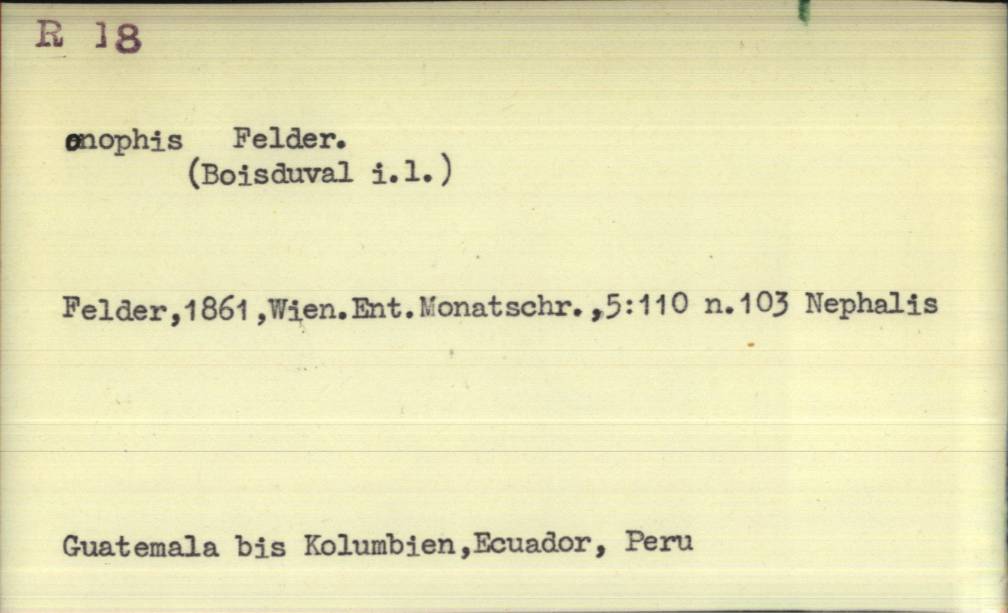 R 18
onophis Felder.
(Boisduval i.l.)
Felder,1861,Wien.Ent.Monatschr.,5:110 n.103 Nephalis
Guatemala bis Kolumbien,Ecuador, Peru